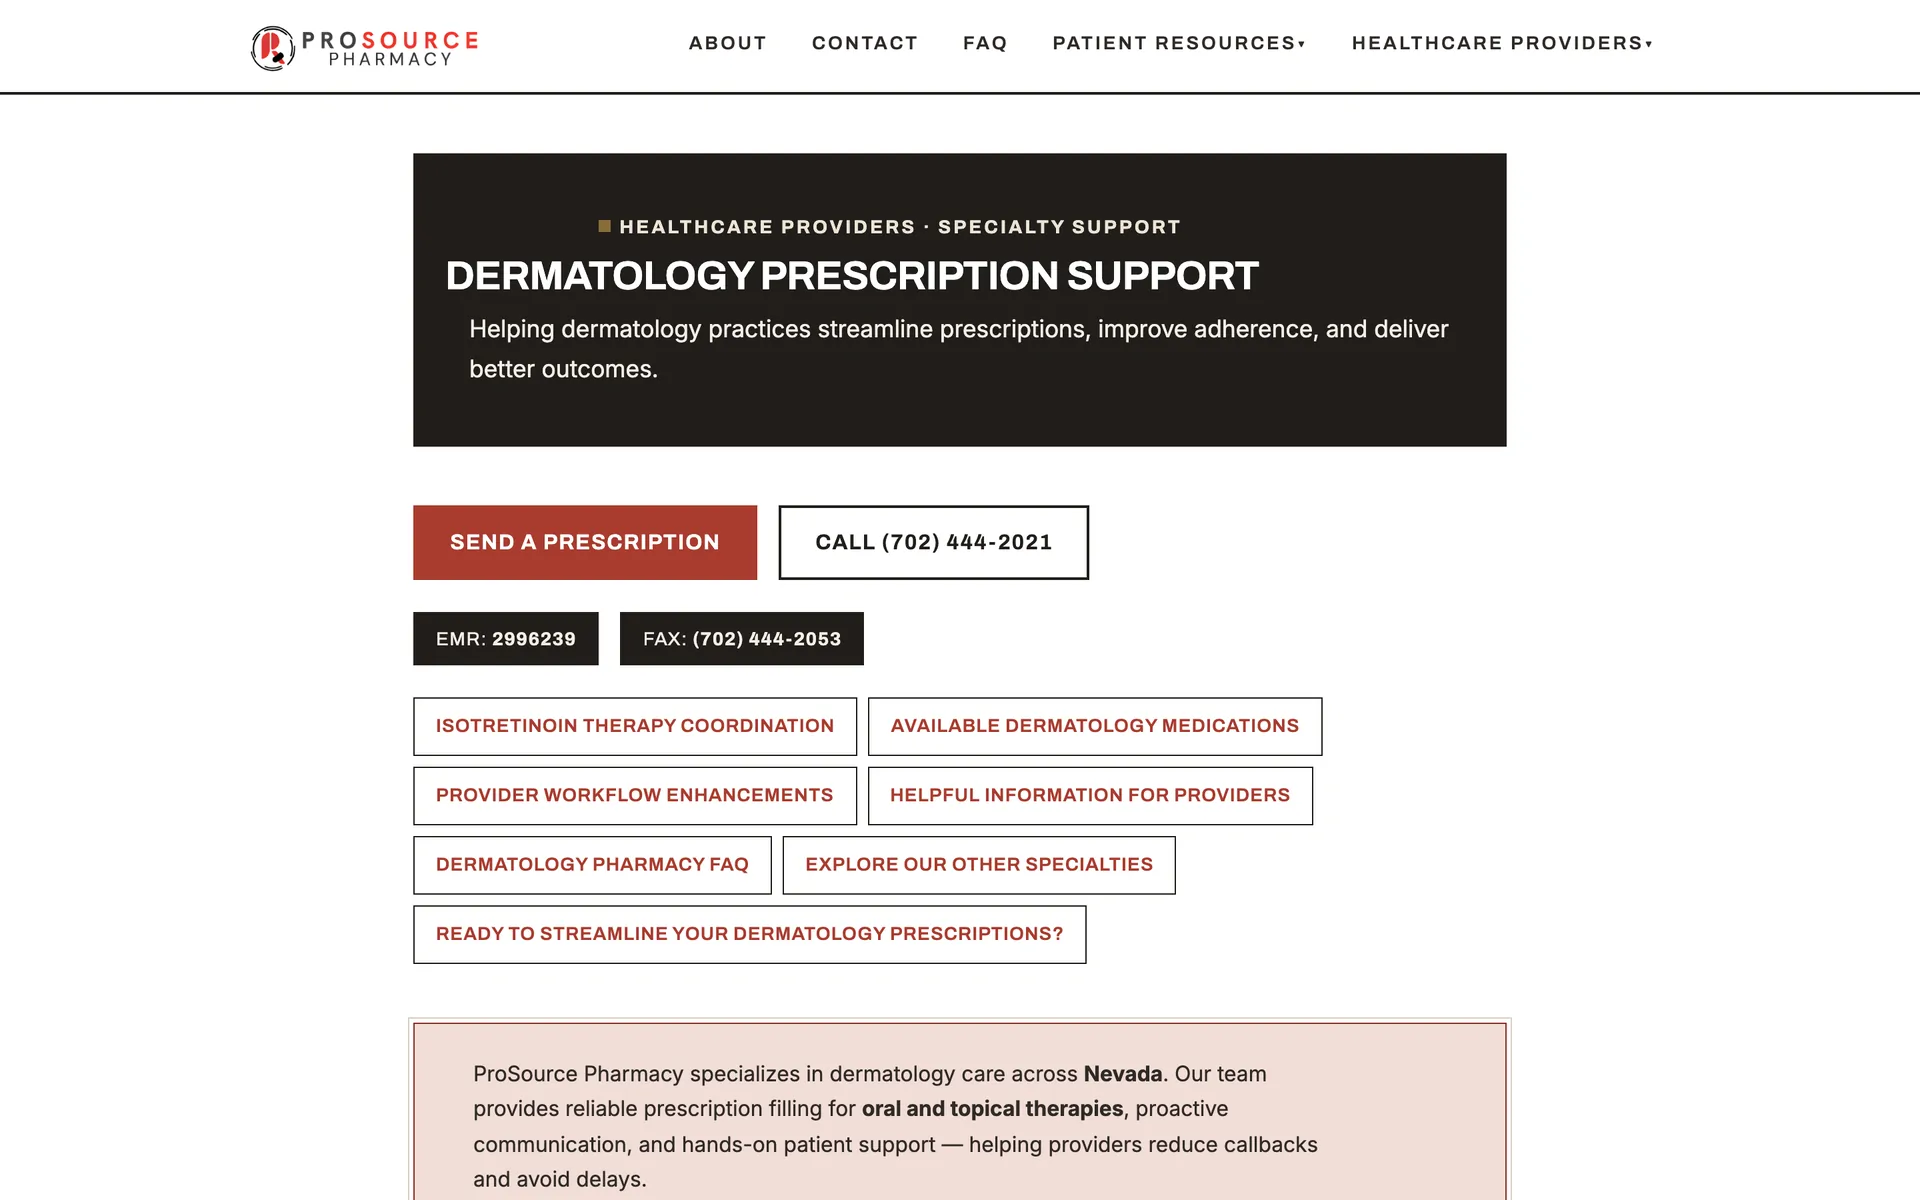 PROSOURCE
PHARMACY
ABOUT
CONTACT
FAQ
PATIENT RESOURCES▾
HEALTHCARE PROVIDERS▾
HEALTHCARE PROVIDERS · SPECIALTY SUPPORT
DERMATOLOGY PRESCRIPTION SUPPORT
Helping dermatology practices streamline prescriptions, improve adherence, and deliver
better outcomes.
SEND A PRESCRIPTION
CALL (702) 444-2021
EMR: 2996239
FAX: (702) 444-2053
ISOTRETINOIN THERAPY COORDINATION
AVAILABLE DERMATOLOGY MEDICATIONS
PROVIDER WORKFLOW ENHANCEMENTS
HELPFUL INFORMATION FOR PROVIDERS
DERMATOLOGY PHARMACY FAQ
EXPLORE OUR OTHER SPECIALTIES
READY TO STREAMLINE YOUR DERMATOLOGY PRESCRIPTIONS?
ProSource Pharmacy specializes in dermatology care across Nevada. Our team
provides reliable prescription filling for oral and topical therapies, proactive
communication, and hands-on patient support — helping providers reduce callbacks
and avoid delays.